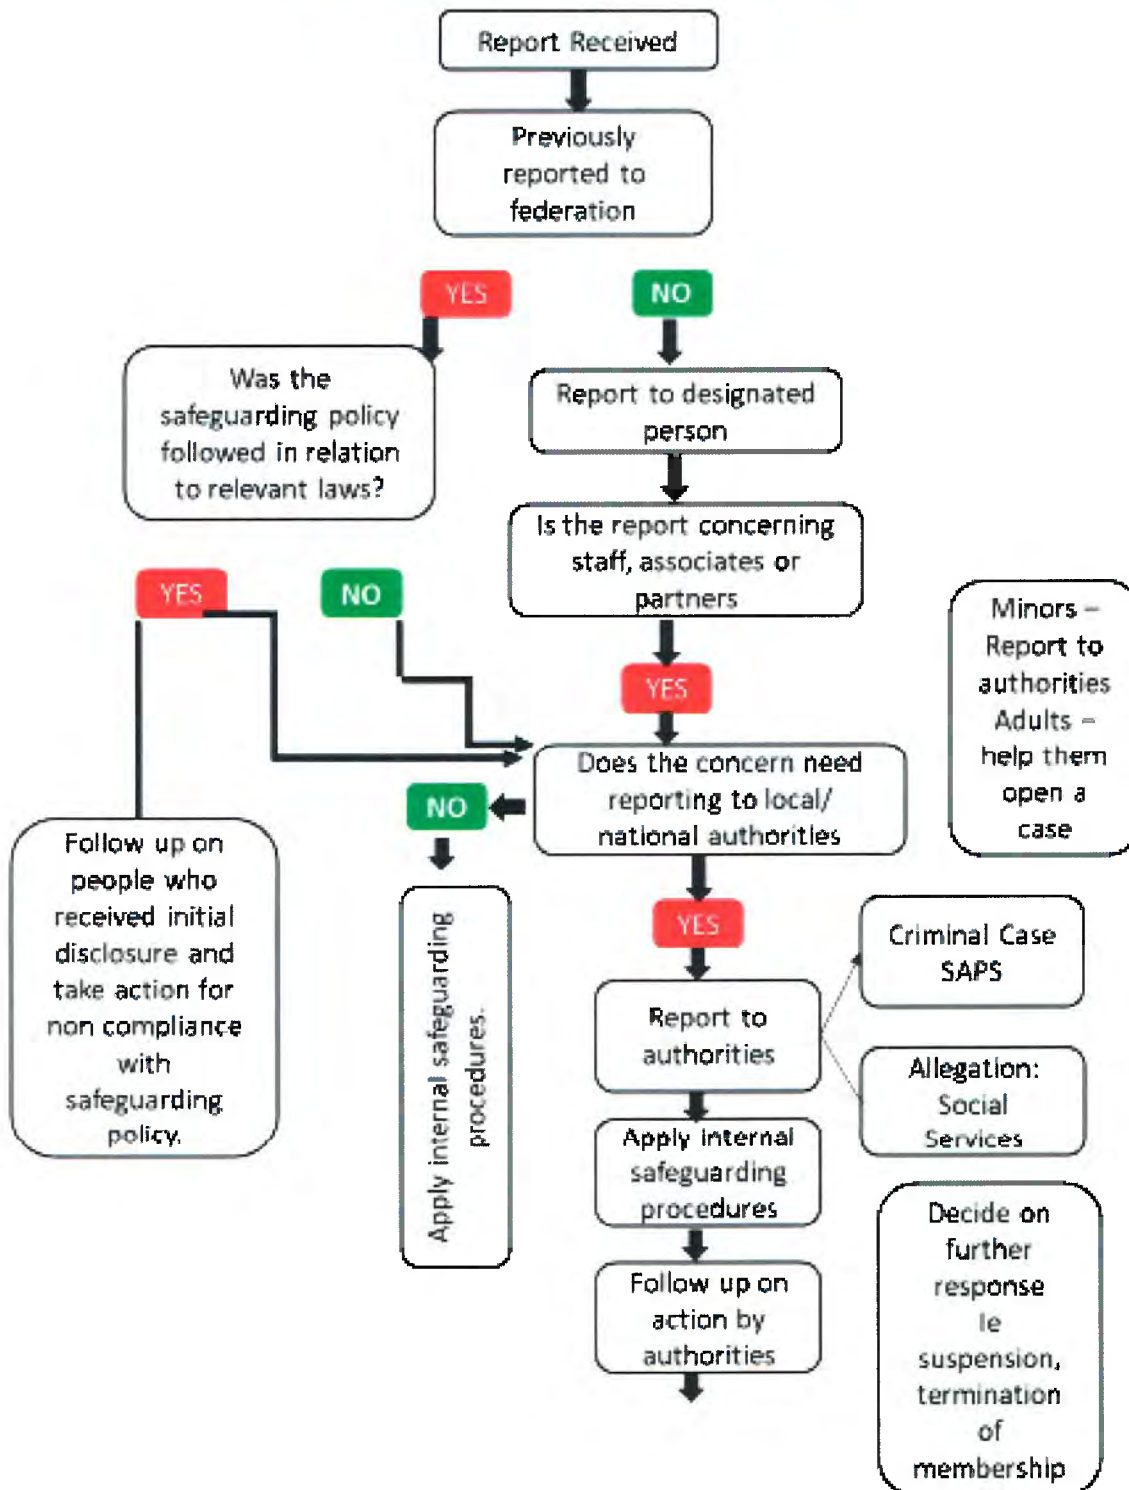 Report Received
Previously
reported to
federation
YES
NO
Was the
safeguarding policy
followed in relation
to relevant laws?
Report to designated
person
Is the report concerning
staff, associates or
partners
YES
NO
YES
Minors –
Report to
authorities
Adults –
help them
open a
case
Does the concern need
reporting to local/
national authorities
NO
Follow up on
people who
received initial
disclosure and
take action for
non compliance
with
safeguarding
policy.
Apply internal safeguarding
procedures.
YES
Report to
authorities
Criminal Case
SAPS
Allegation:
Social
Services
Apply internal
safeguarding
procedures
Follow up on
action by
authorities
Decide on
further
response
Ie
suspension,
termination
of
membership